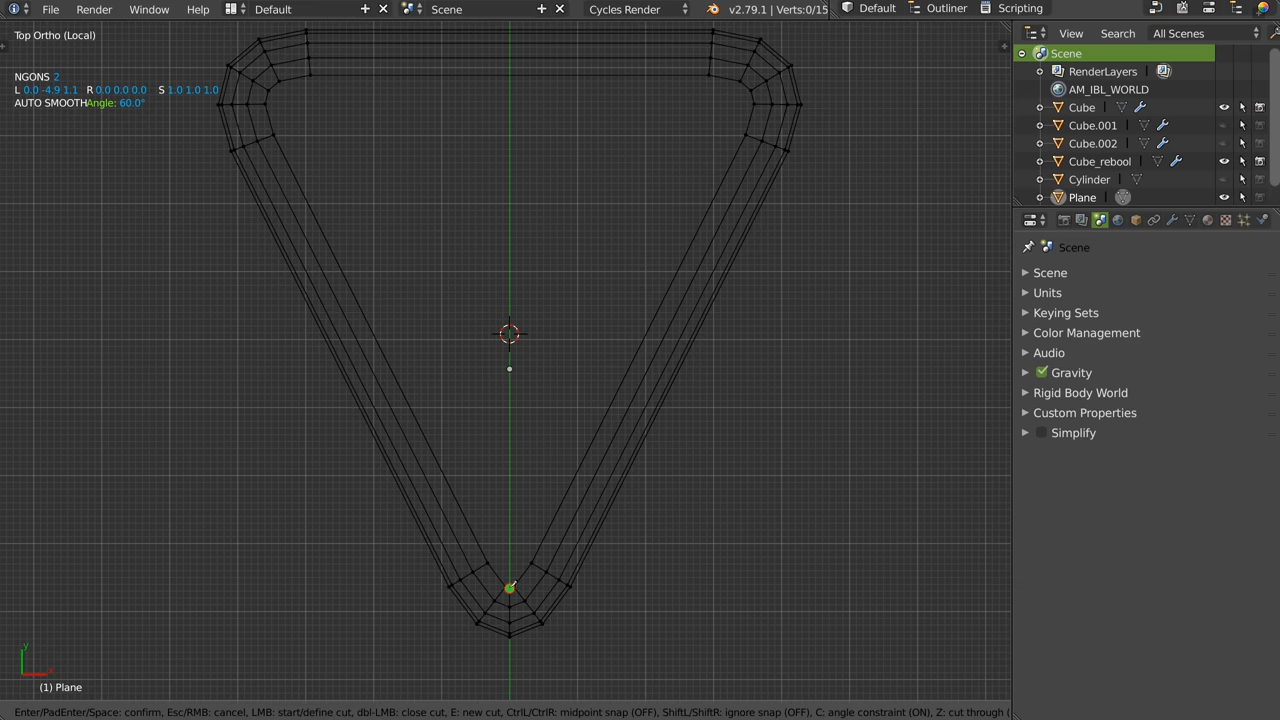 File Render Window Help Default Scene Cycles Render v2.79.1 | Verts:0/15 Default Outliner Scripting
Top Ortho (Local)
View Search All Scenes
Scene
NGONS 2
RenderLayers
L 0.0 -4.9 1.1 R 0.0 0.0 0.0 S 1.0 1.0 1.0
AM_IBL_WORLD
AUTO SMOOTH Angle: 60.0°
Cube
Cube.001
Cube.002
Cube_rebool
Cylinder
Plane
Scene
Scene
Units
Keying Sets
Color Management
Audio
Gravity
Rigid Body World
Custom Properties
Simplify
y
x
(1) Plane
Enter/PadEnter/Space: confirm, Esc/RMB: cancel, LMB: start/define cut, dbl-LMB: close cut, E: new cut, CtrlL/CtrlR: midpoint snap (OFF), ShiftL/ShiftR: ignore snap (OFF), C: angle constraint (ON), Z: cut through (